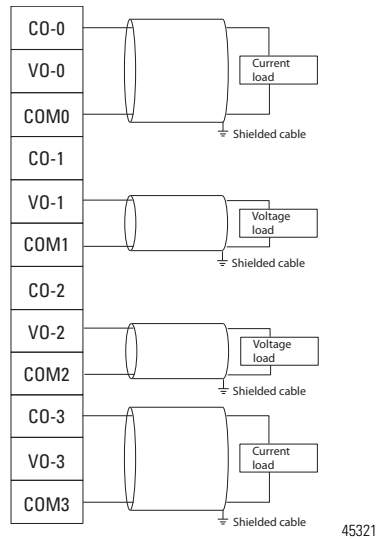 CO-0
VO-0
COM0
CO-1
VO-1
COM1
CO-2
VO-2
COM2
CO-3
VO-3
COM3
Current
load
Shielded cable
Voltage
load
Shielded cable
Voltage
load
Shielded cable
Current
load
Shielded cable
45321